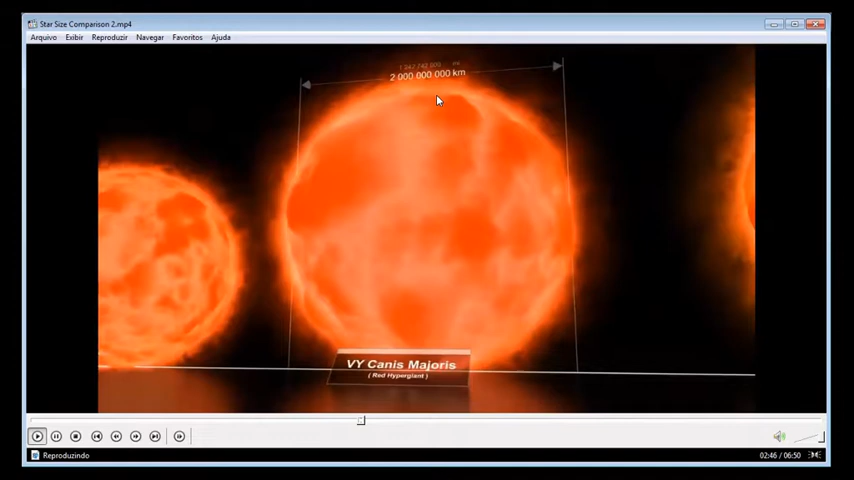 Star Size Comparison 2.mp4
Arquivo Exibir Reproduzir Navegar Favoritos Ajuda
2 000 000 000 km
VY Canis Majoris
( Red Hypergiant )
Reproduzindo
02:46 / 06:50